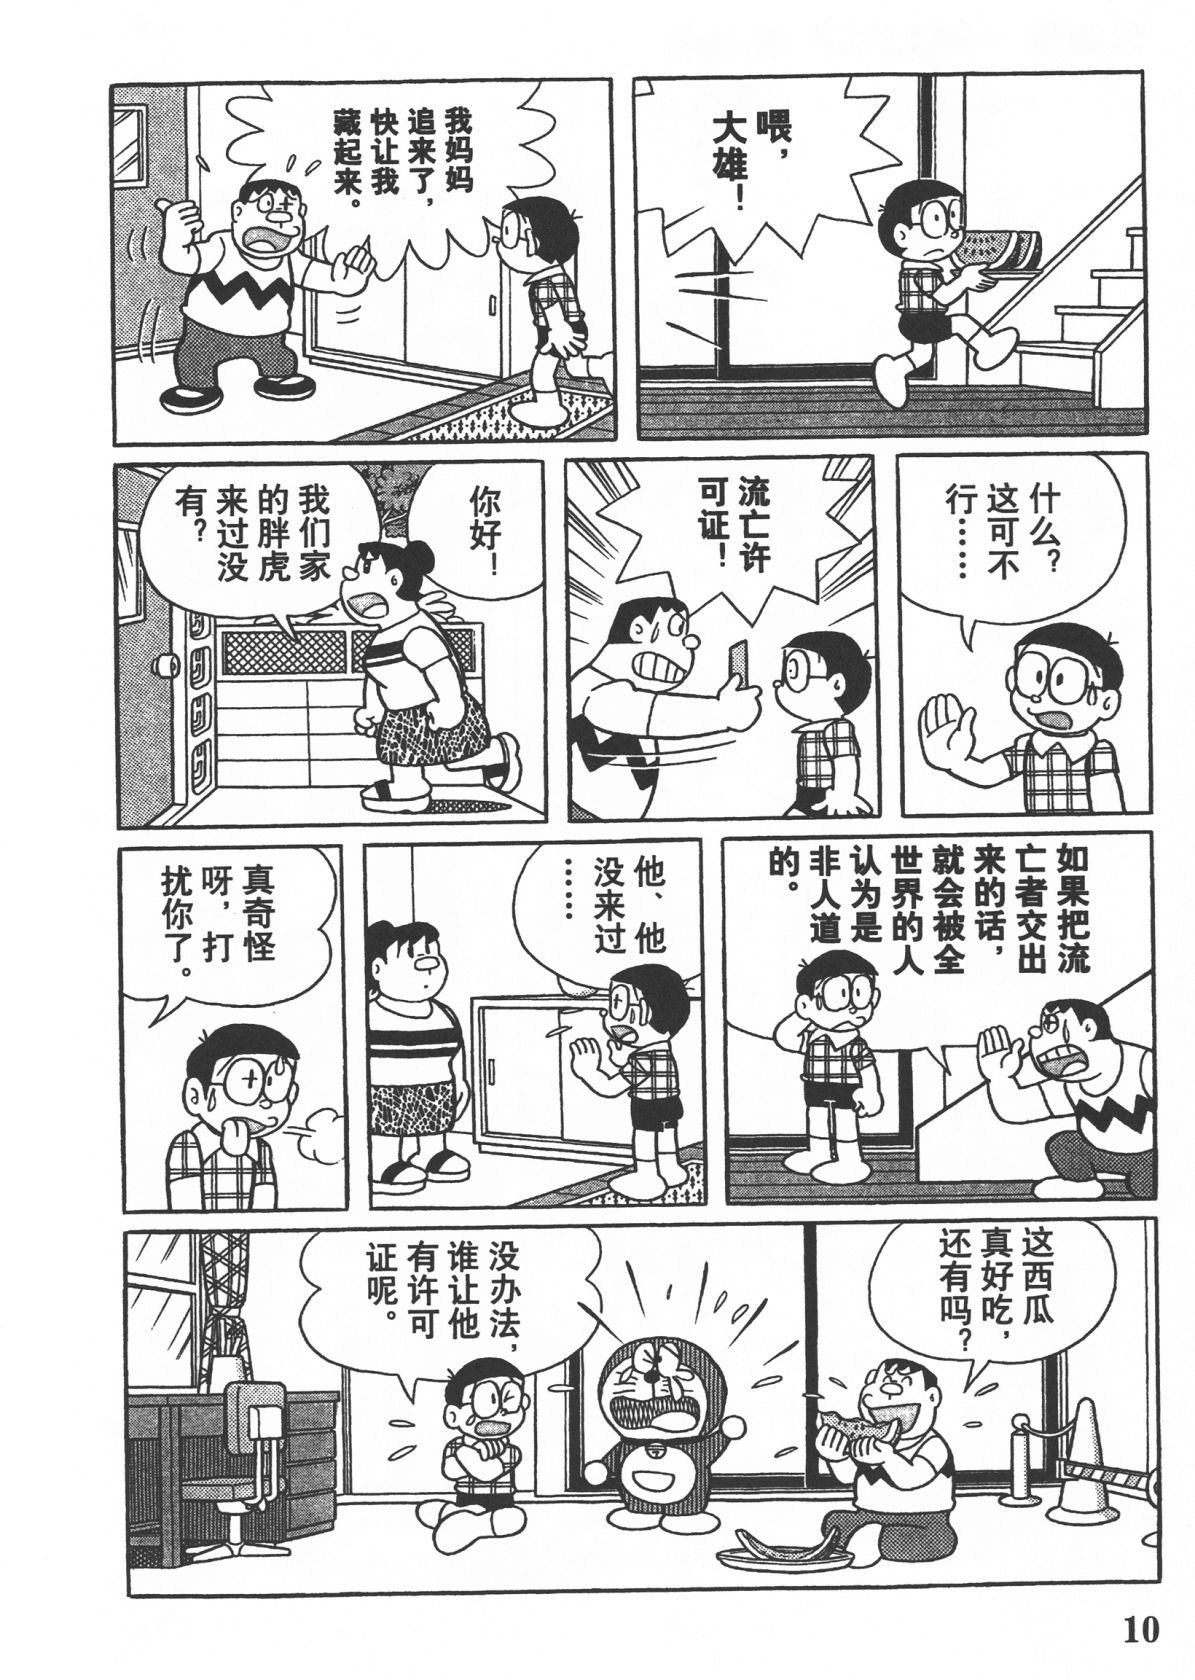 喂，
大雄！
我妈妈
追来了，
快让我
藏起来。
什么？
这可不
行……
流亡许
可证！
你好！
我们家
的胖虎
来过没
有？
如果把流
亡者交出
来的话，
就会被全
世界的人
认为是
非人道
的。
他、他
没来过
……
真奇怪
呀，打
扰你了。
这西瓜
真好吃，
还有吗？
没办法，
谁让他
有许可
证呢。
10